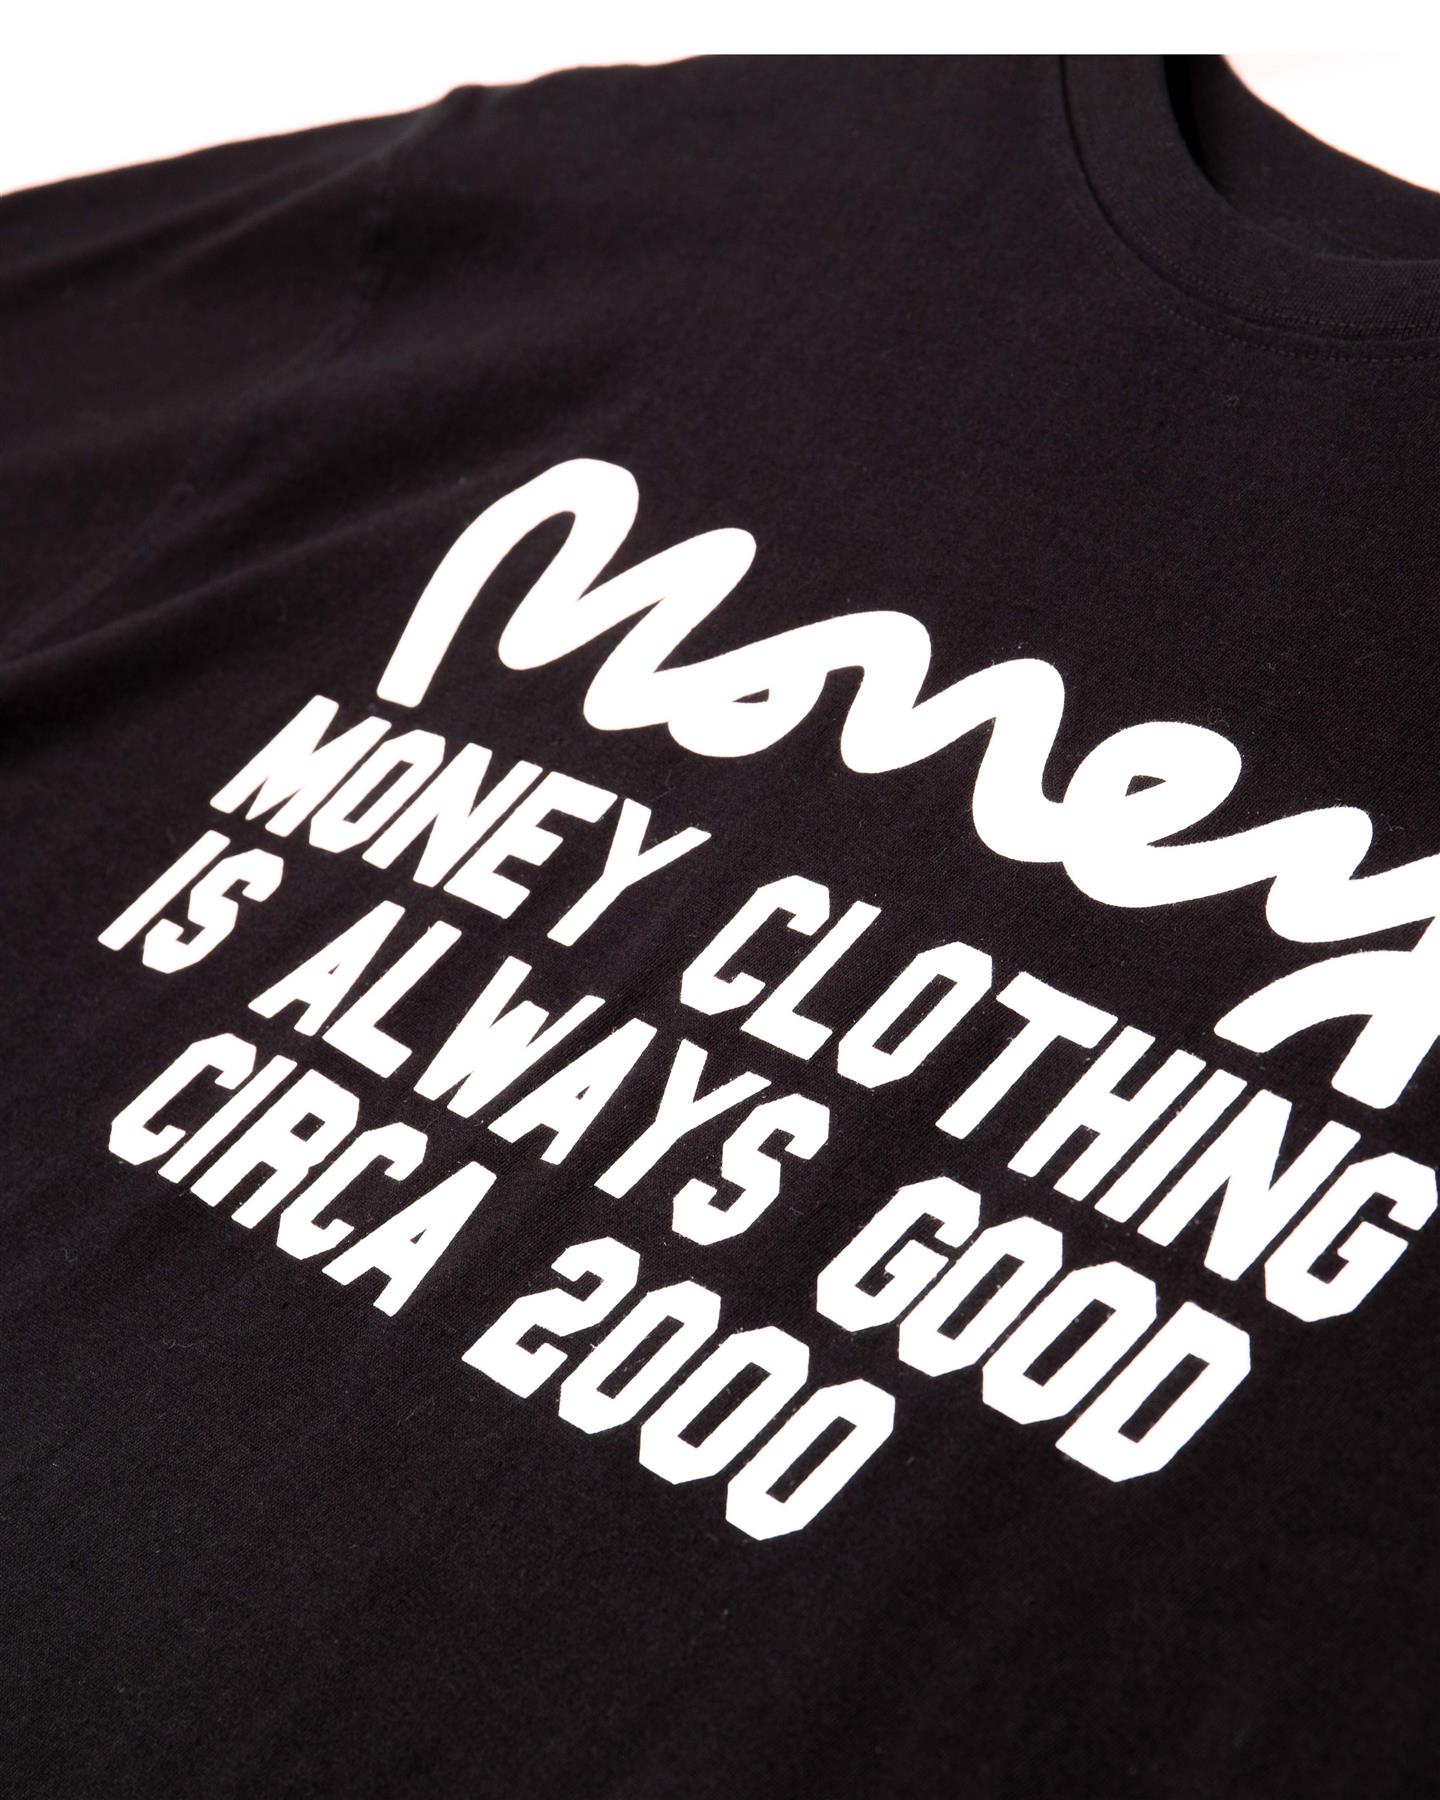 Money
MONEY CLOTHING
IS ALWAYS GOOD
CIRCA 2000